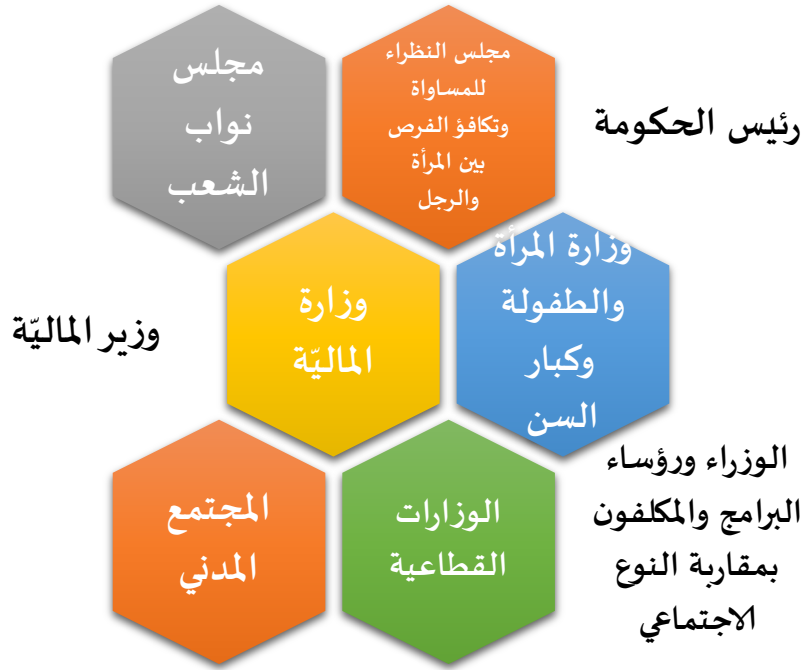 رئيس الحكومة
مجلس النظراء
للمساواة
وتكافؤ الفرص
بين المرأة
والرجل
مجلس
نواب
الشعب
وزارة المرأة
والطفولة
وكبار
السن
وزارة
الماليّة
وزير الماليّة
الوزراء ورؤساء
البرامج والمكلفون
بمقاربة النوع
الاجتماعي
الوزارات
القطاعية
المجتمع
المدني